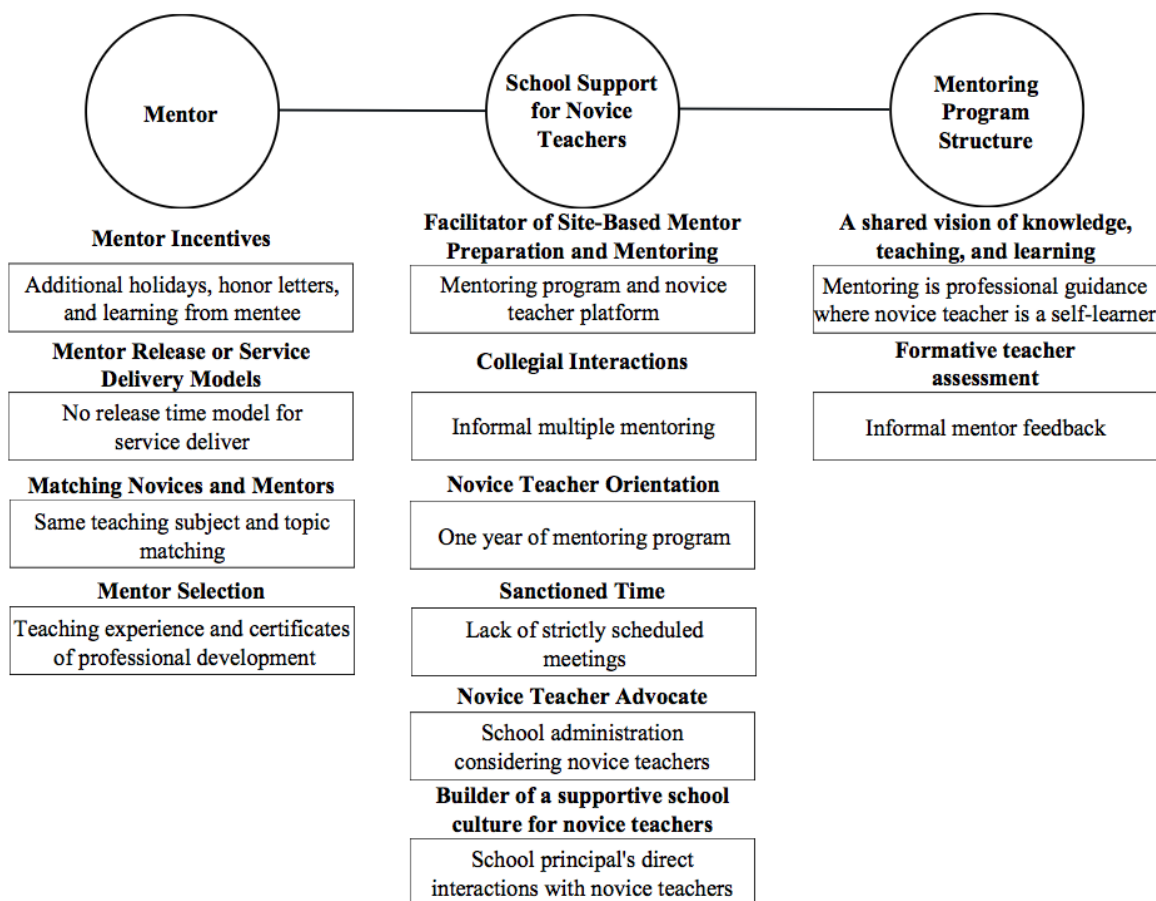 Mentor
School Support
for Novice
Teachers
Mentoring
Program
Structure
Mentor Incentives
Additional holidays, honor letters,
and learning from mentee
Mentor Release or Service
Delivery Models
No release time model for
service deliver
Matching Novices and Mentors
Same teaching subject and topic
matching
Mentor Selection
Teaching experience and certificates
of professional development
Facilitator of Site-Based Mentor
Preparation and Mentoring
Mentoring program and novice
teacher platform
Collegial Interactions
Informal multiple mentoring
Novice Teacher Orientation
One year of mentoring program
Sanctioned Time
Lack of strictly scheduled
meetings
Novice Teacher Advocate
School administration
considering novice teachers
Builder of a supportive school
culture for novice teachers
School principal's direct
interactions with novice teachers
A shared vision of knowledge,
teaching, and learning
Mentoring is professional guidance
where novice teacher is a self-learner
Formative teacher
assessment
Informal mentor feedback